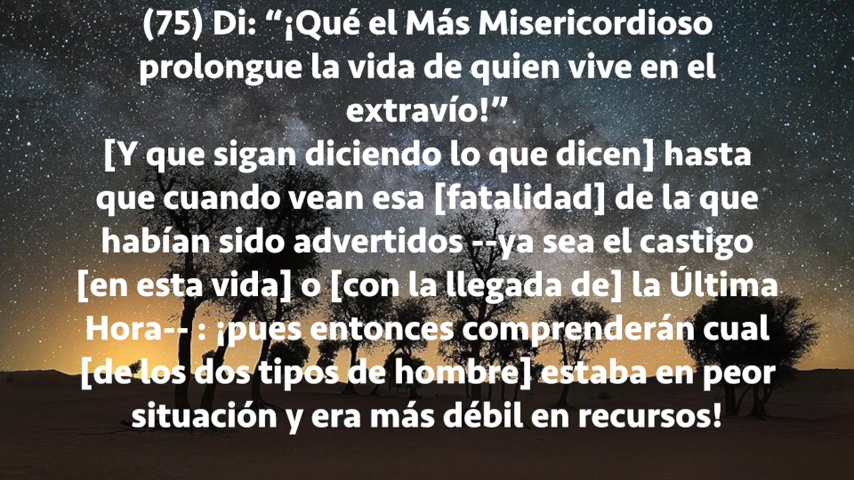 (75) Di: “¡Qué el Más Misericordioso
prolongue la vida de quien vive en el
extravío!”
[Y que sigan diciendo lo que dicen] hasta
que cuando vean esa [fatalidad] de la que
habían sido advertidos --ya sea el castigo
[en esta vida] o [con la llegada de] la Última
Hora-- : ¡pues entonces comprenderán cual
[de los dos tipos de hombre] estaba en peor
situación y era más débil en recursos!